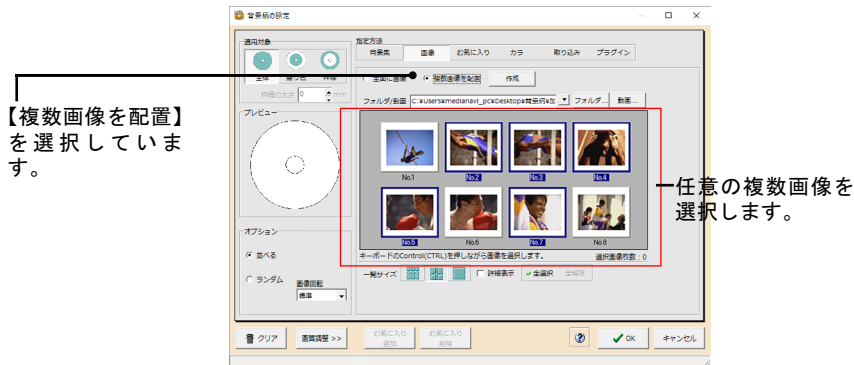 背景柄の設定
適用対象
全体
塗り色
枠線
枠線の太さ 0 mm
プレビュー
オプション
並べる
ランダム
画像回転
標準
指定方法
背景集 画像 お気に入り カラ 取り込み プラグイン
全面に画像 複数画像を配置 作成
フォルダ/動画 C:¥Users¥medianavi_pc¥Desktop¥背景柄¥加 フォルダ... 動画...
No.1 No.2 No.3 No.4
No.5 No.6 No.7 No.8
キーボードのControl(CTRL)を押しながら画像を選択します。 選択画像枚数：0
一覧サイズ 詳細表示 全選択 全解除
クリア 画質調整 >> お気に入り
追加 お気に入り
削除 OK キャンセル
【複数画像を配置】
を選択していま
す。
任意の複数画像を
選択します。